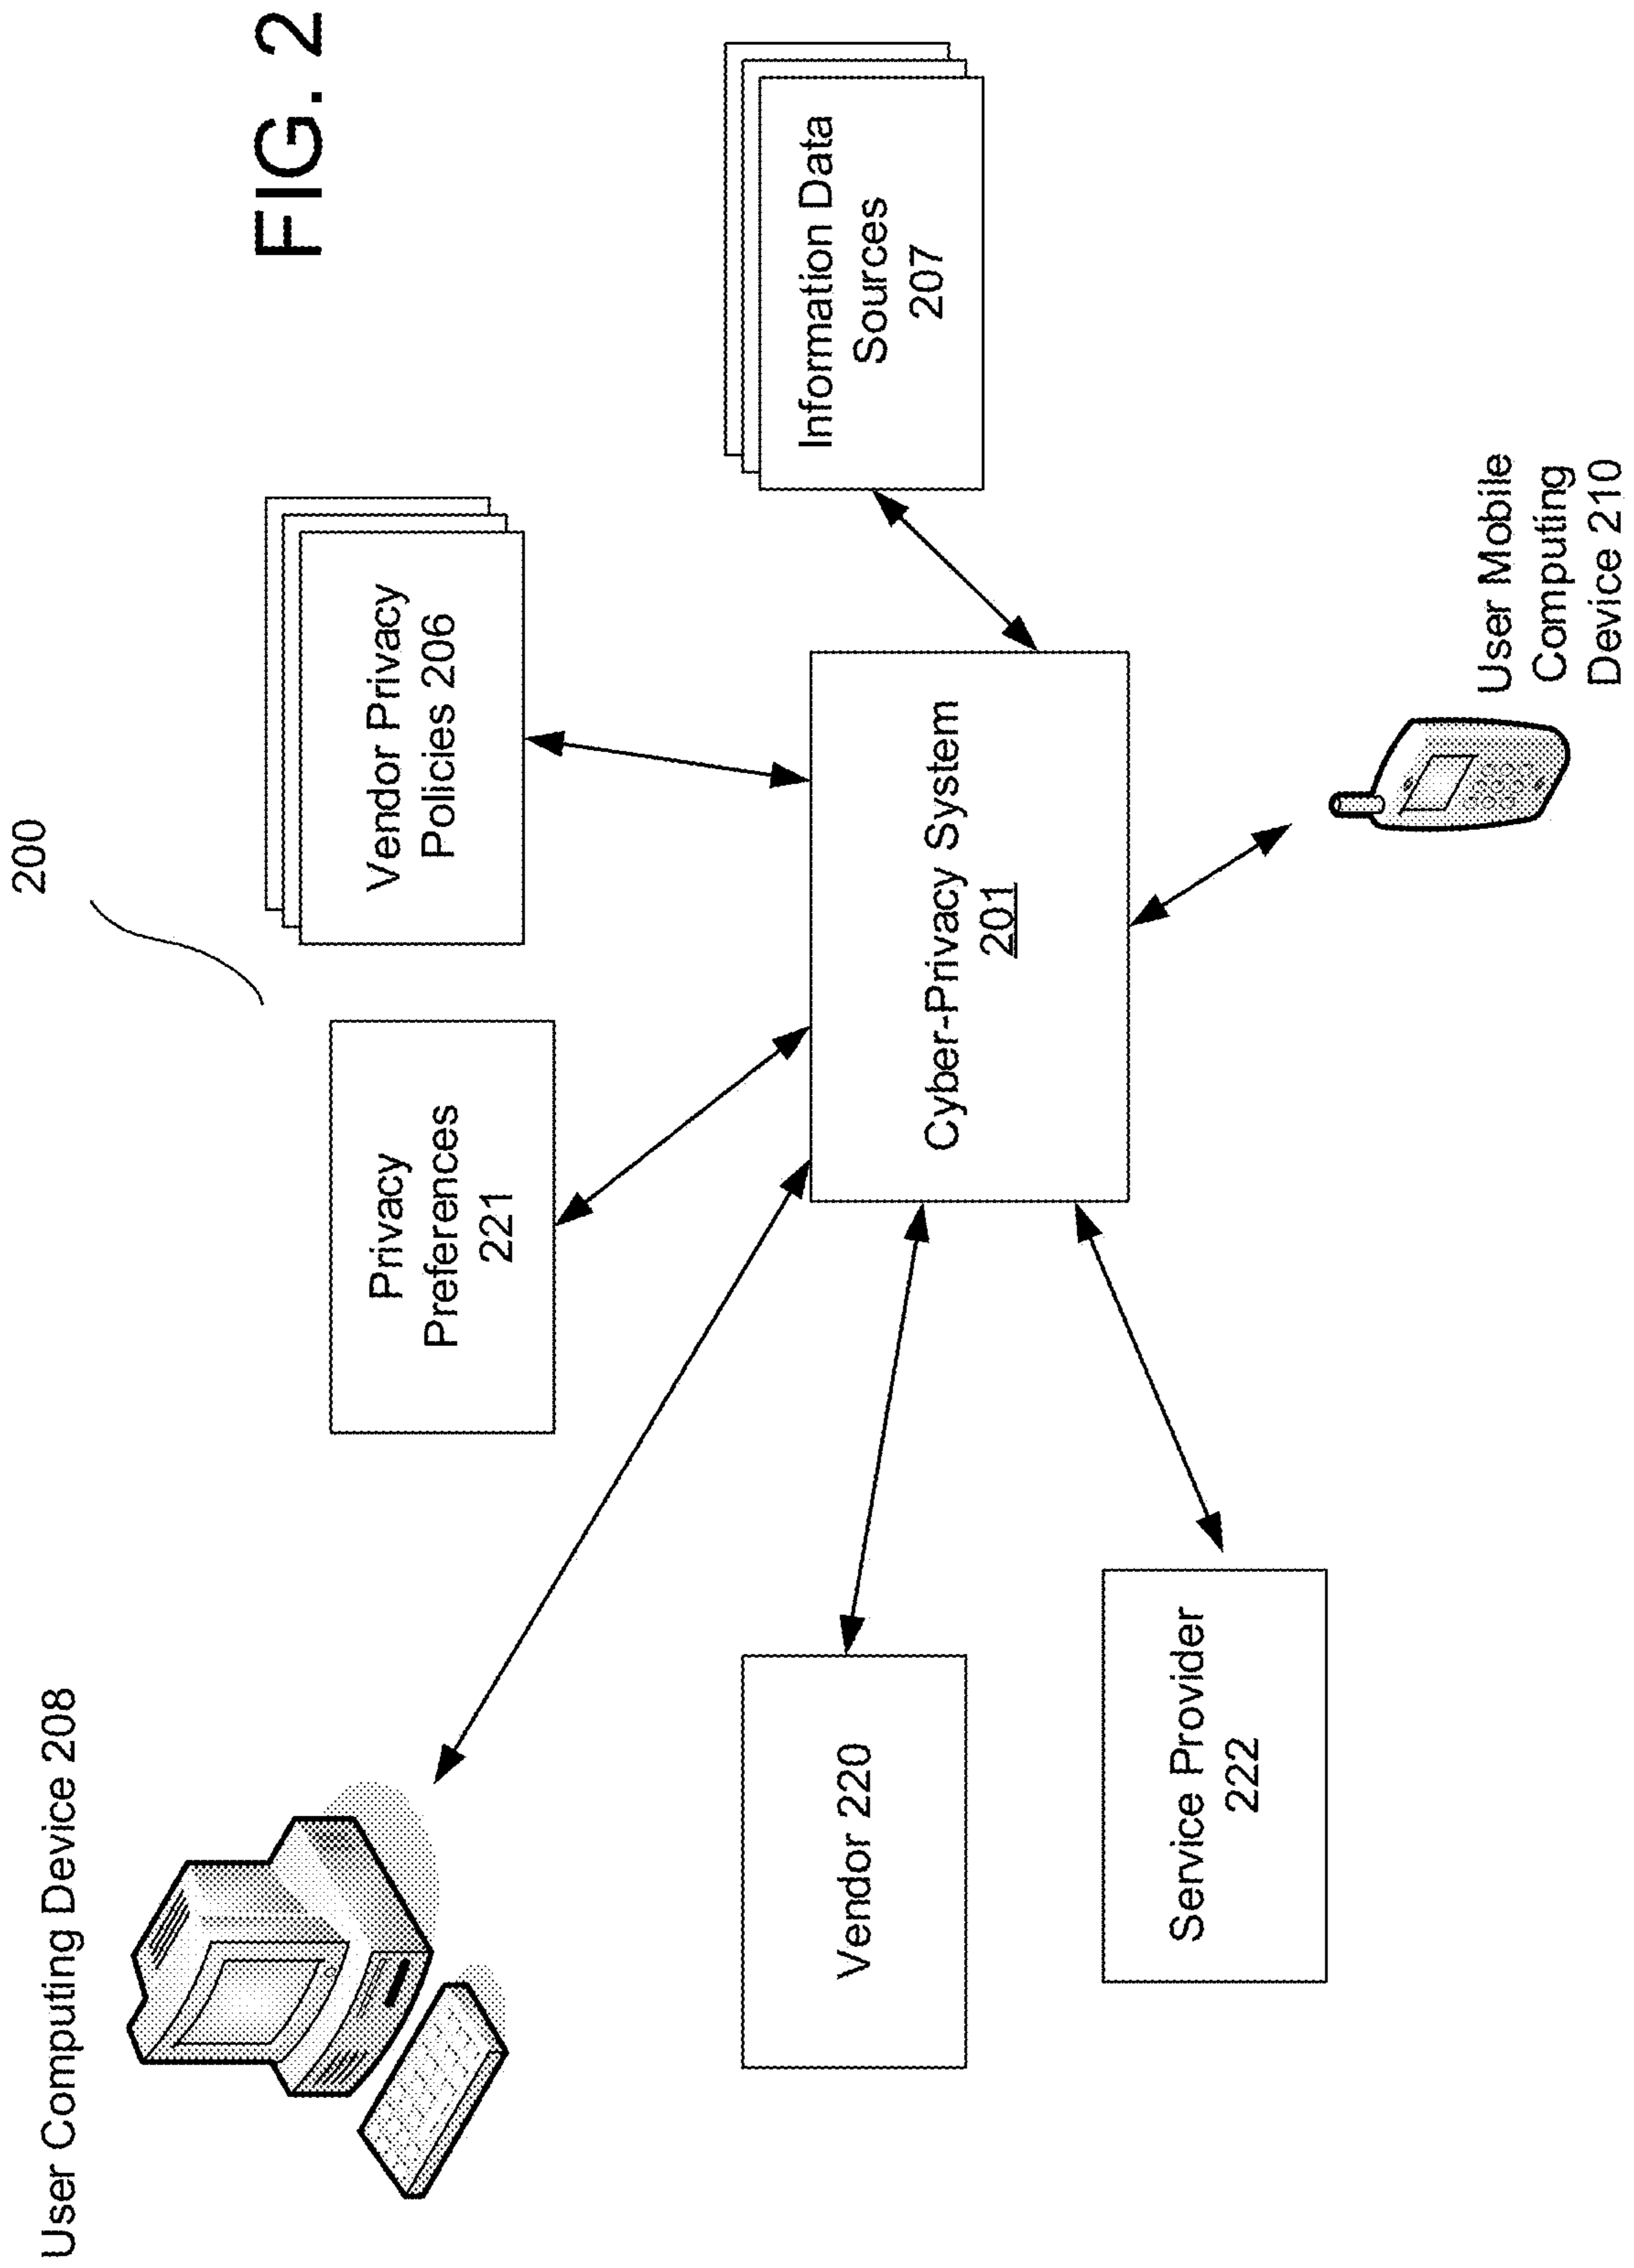 FIG. 2
200
User Computing Device 208
Privacy
Preferences
221
Vendor Privacy
Policies 206
Information Data
Sources
207
Cyber-Privacy System
201
Vendor 220
Service Provider
222
User Mobile
Computing
Device 210